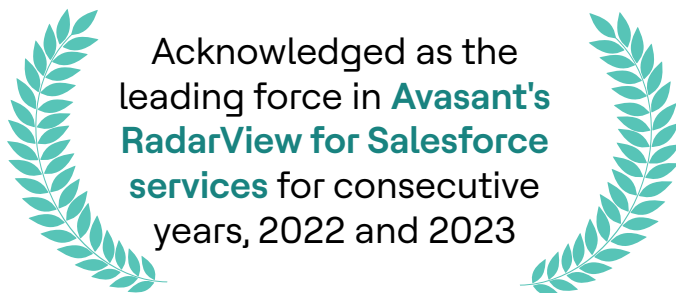 Acknowledged as the
leading force in Avasant's
RadarView for Salesforce
services for consecutive
years, 2022 and 2023